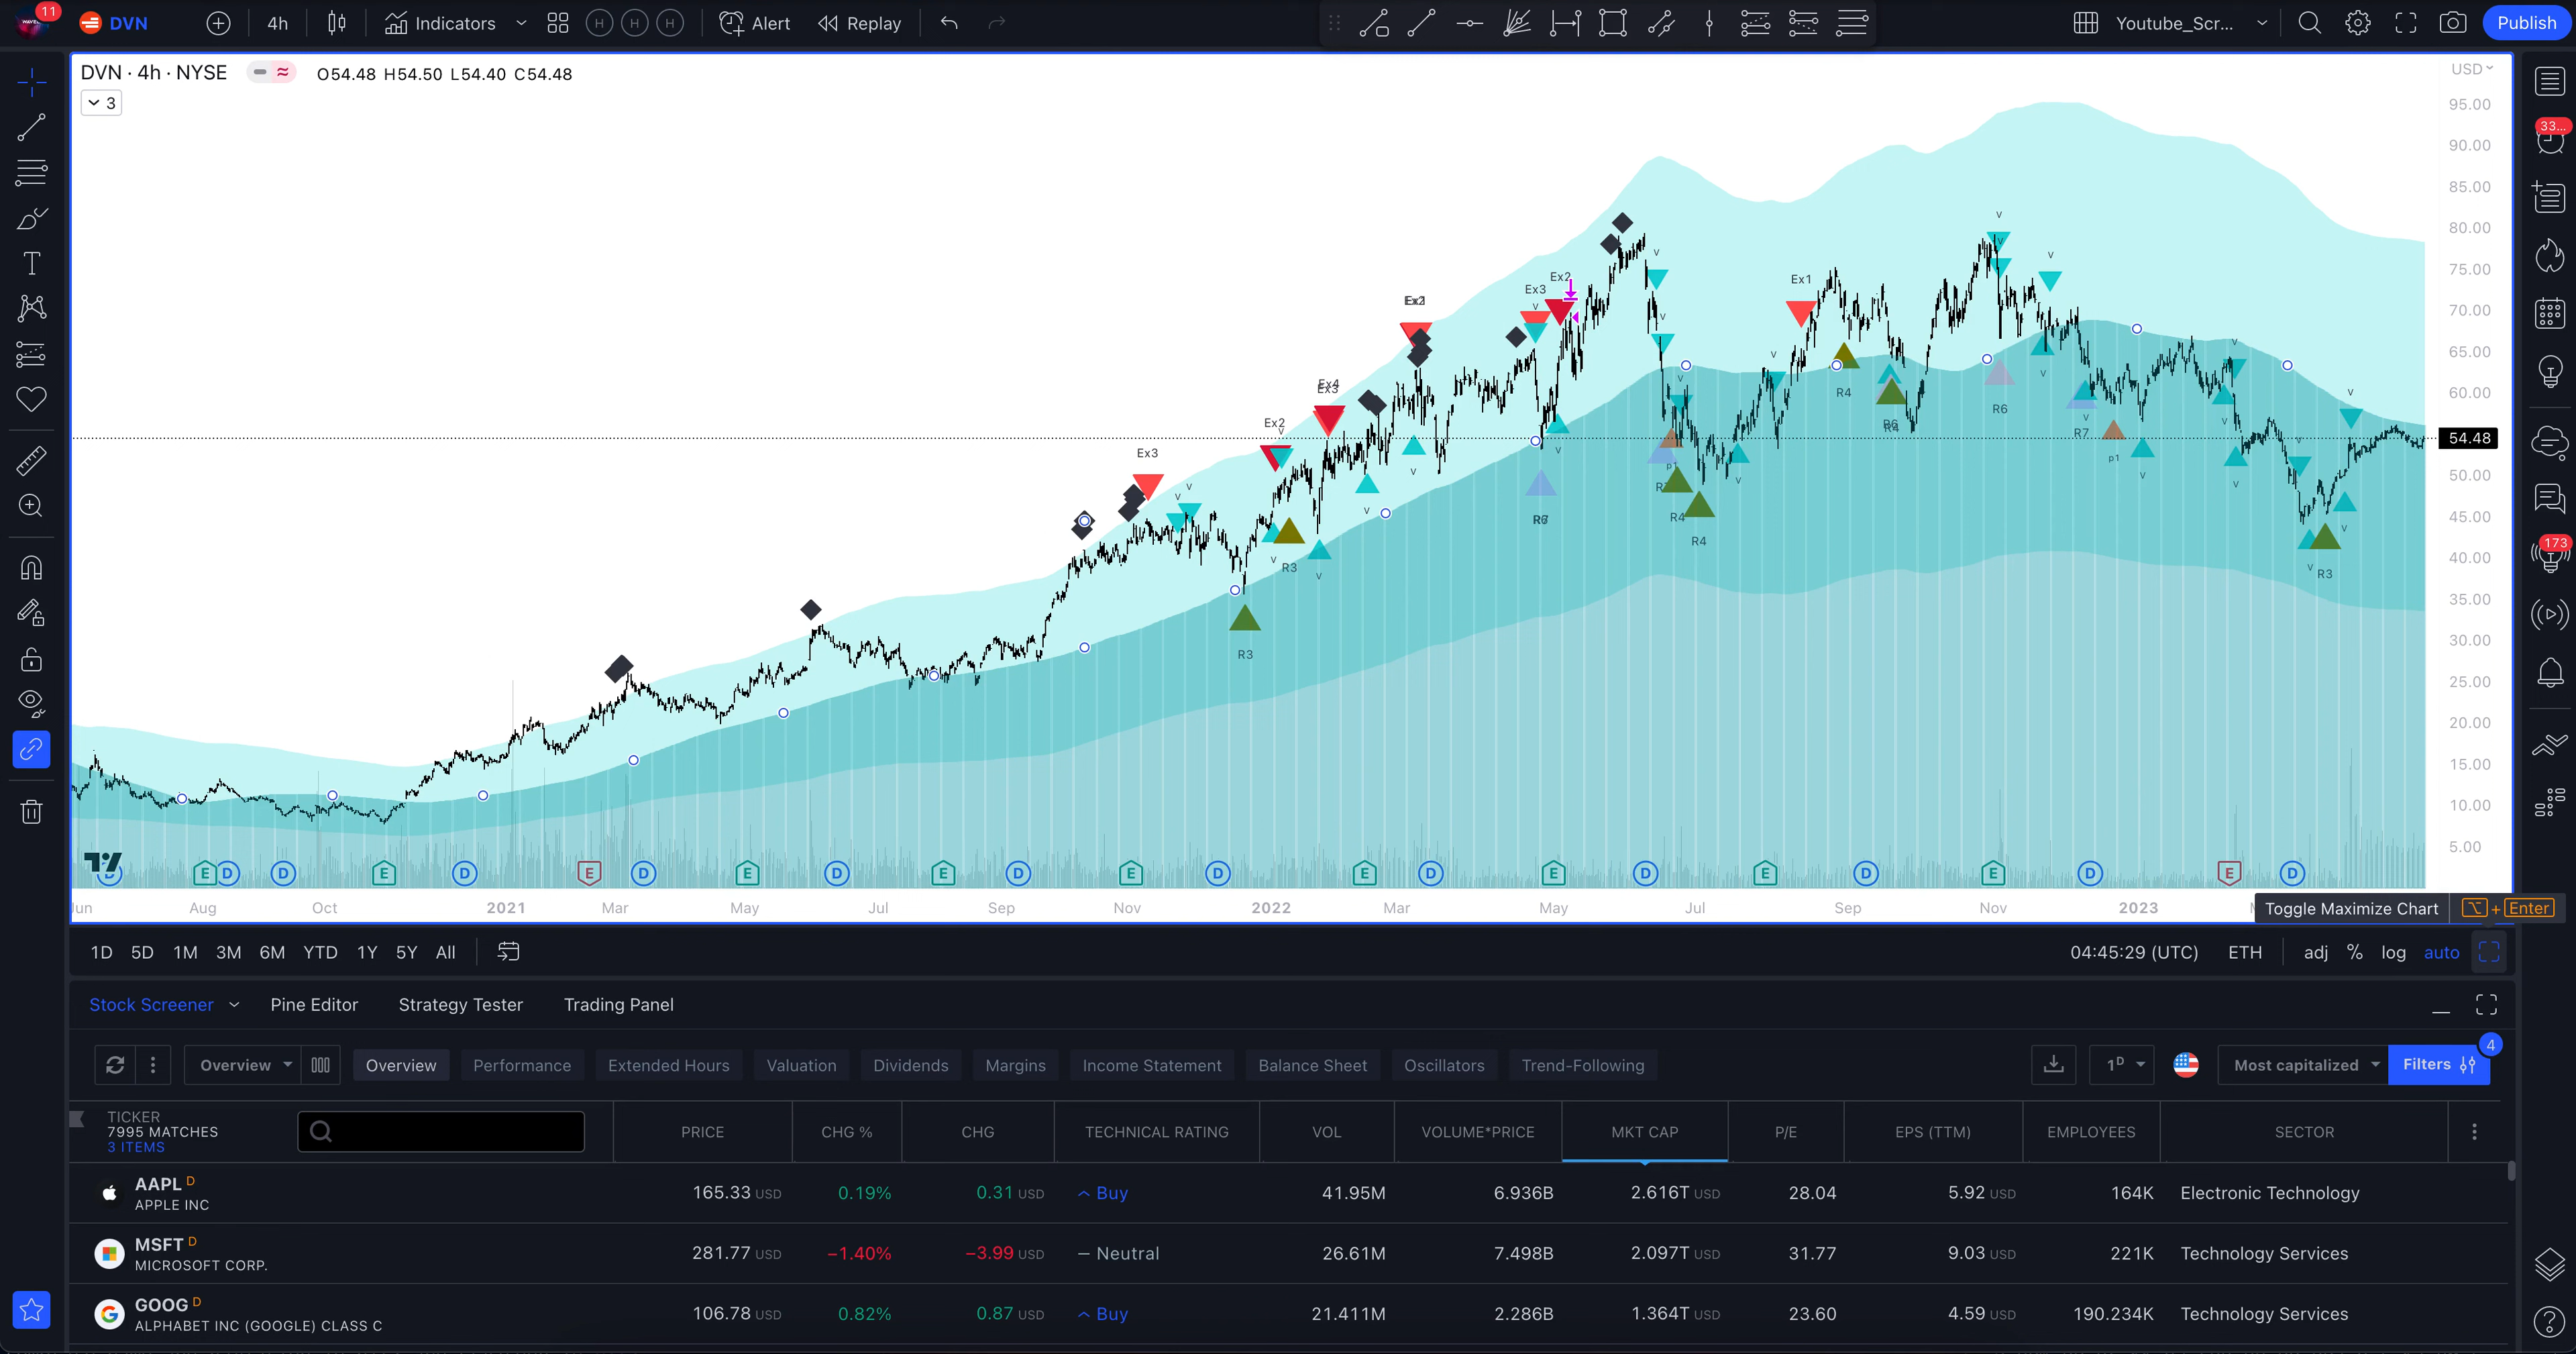 11
DVN
4h
Indicators
H H H
Alert
Replay
Youtube_Scr...
Publish
DVN · 4h · NYSE
O54.48 H54.50 L54.40 C54.48
3
USD
95.00
90.00
85.00
80.00
75.00
70.00
65.00
60.00
54.48
50.00
45.00
40.00
35.00
30.00
25.00
20.00
15.00
10.00
5.00
33...
173
Ex3
Ex2
v
Ex3
v
Ex2
Ex1
R3
R3
R4
R4
R4
R6
R7
p1
R3
E D D E D E D E D E D E D E D E D E D E D E D
Jun Aug Oct 2021 Mar May Jul Sep Nov 2022 Mar May Jul Sep Nov 2023
Toggle Maximize Chart
+ Enter
1D 5D 1M 3M 6M YTD 1Y 5Y All
04:45:29 (UTC) ETH adj % log auto
Stock Screener Pine Editor Strategy Tester Trading Panel
Overview
Overview Performance Extended Hours Valuation Dividends Margins Income Statement Balance Sheet Oscillators Trend-Following
1D
Most capitalized
Filters
4
TICKER
7995 MATCHES
3 ITEMS
PRICE CHG % CHG TECHNICAL RATING VOL VOLUME*PRICE MKT CAP P/E EPS (TTM) EMPLOYEES SECTOR
AAPL D
APPLE INC
165.33 USD 0.19% 0.31 USD Buy 41.95M 6.936B 2.616T USD 28.04 5.92 USD 164K Electronic Technology
MSFT D
MICROSOFT CORP.
281.77 USD −1.40% −3.99 USD — Neutral 26.61M 7.498B 2.097T USD 31.77 9.03 USD 221K Technology Services
GOOG D
ALPHABET INC (GOOGLE) CLASS C
106.78 USD 0.82% 0.87 USD Buy 21.411M 2.286B 1.364T USD 23.60 4.59 USD 190.234K Technology Services